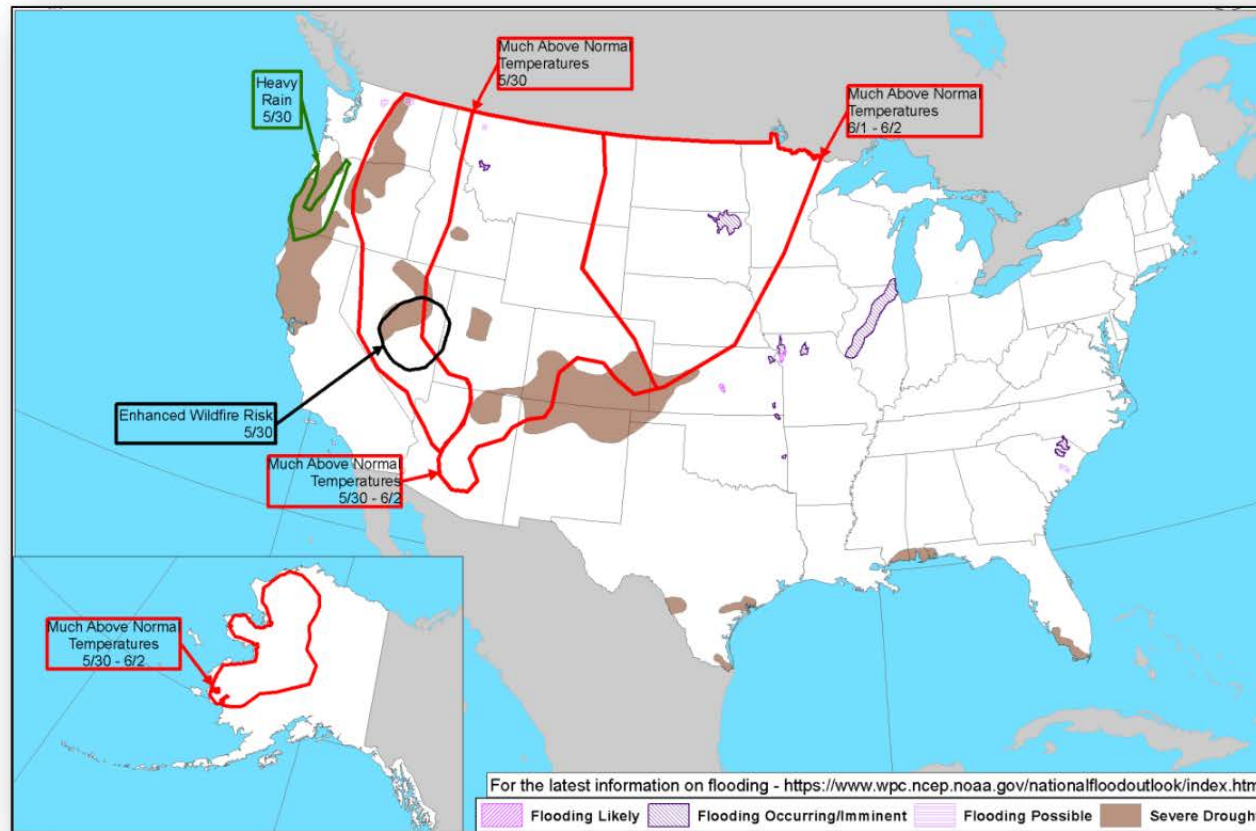 Much Above Normal
Temperatures
5/30
Heavy
Rain
5/30
Much Above Normal
Temperatures
6/1 - 6/2
Enhanced Wildfire Risk
5/30
Much Above Normal
Temperatures
5/30 - 6/2
Much Above Normal
Temperatures
5/30 - 6/2
For the latest information on flooding - https://www.wpc.ncep.noaa.gov/nationalfloodoutlook/index.htm
Flooding Likely
Flooding Occurring/Imminent
Flooding Possible
Severe Drough